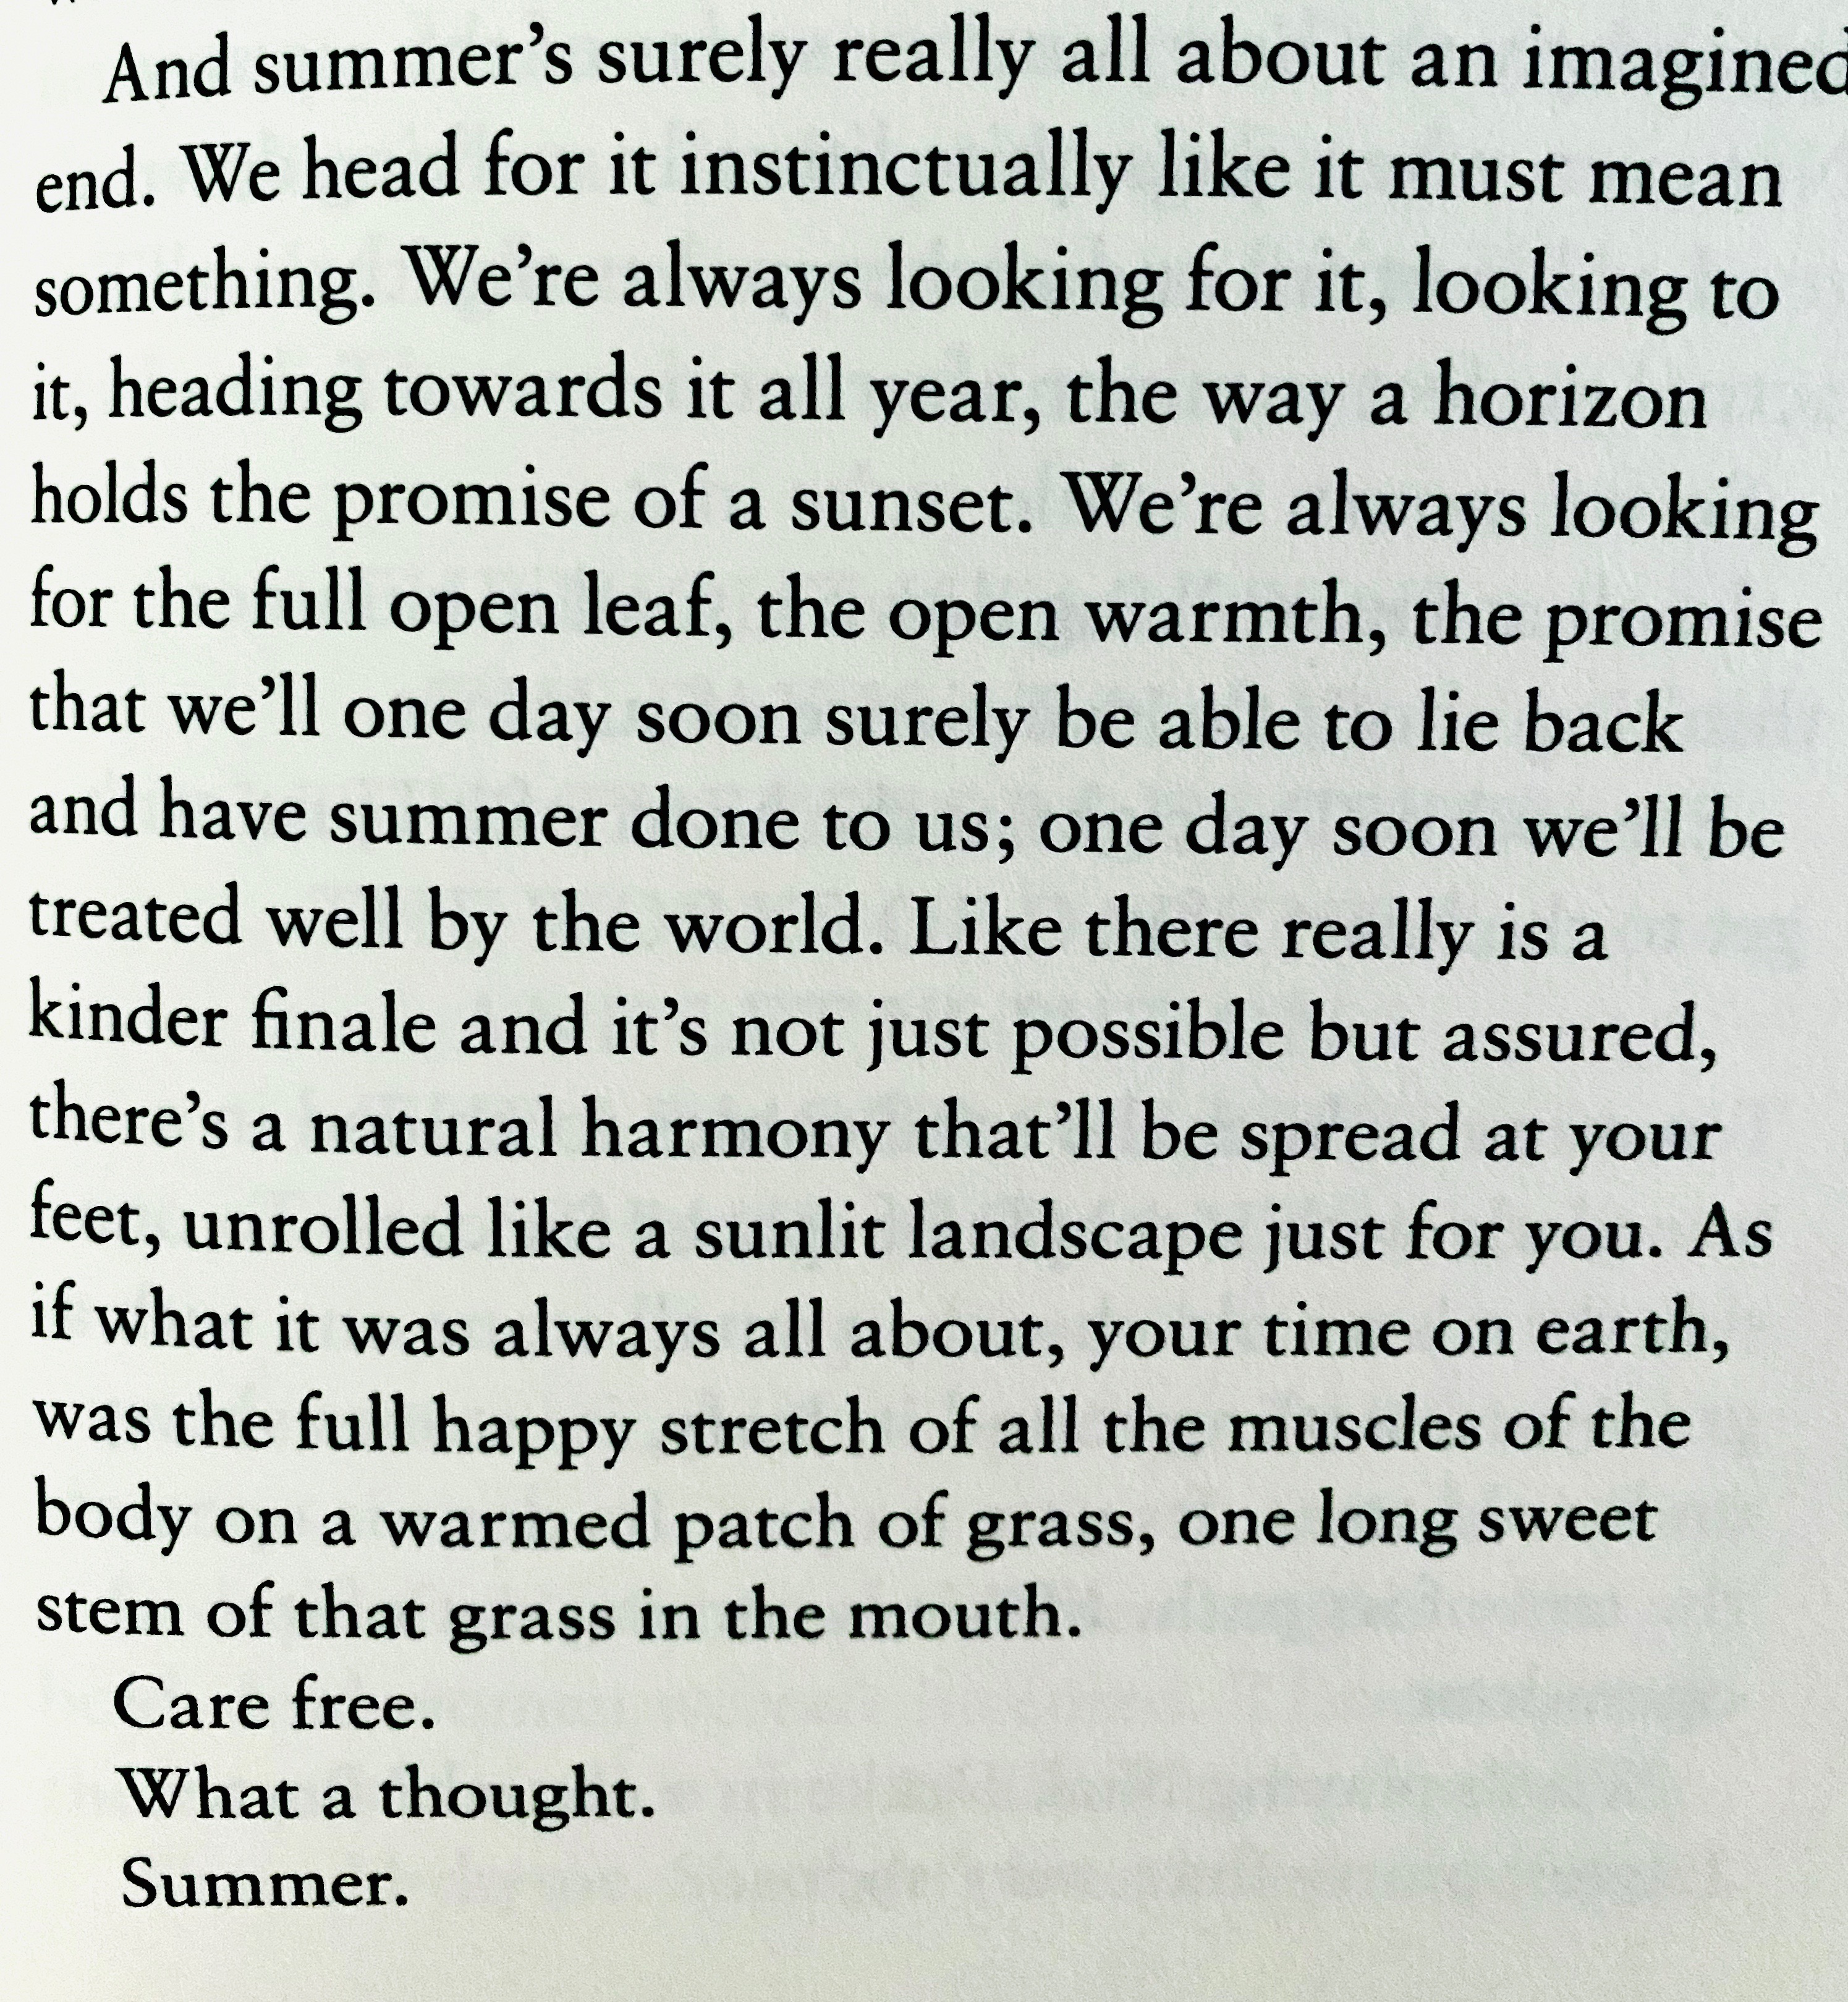 And summer’s surely really all about an imagined
end. We head for it instinctually like it must mean
something. We’re always looking for it, looking to
it, heading towards it all year, the way a horizon
holds the promise of a sunset. We’re always looking
for the full open leaf, the open warmth, the promise
that we’ll one day soon surely be able to lie back
and have summer done to us; one day soon we’ll be
treated well by the world. Like there really is a
kinder finale and it’s not just possible but assured,
there’s a natural harmony that’ll be spread at your
feet, unrolled like a sunlit landscape just for you. As
if what it was always all about, your time on earth,
was the full happy stretch of all the muscles of the
body on a warmed patch of grass, one long sweet
stem of that grass in the mouth.
Care free.
What a thought.
Summer.